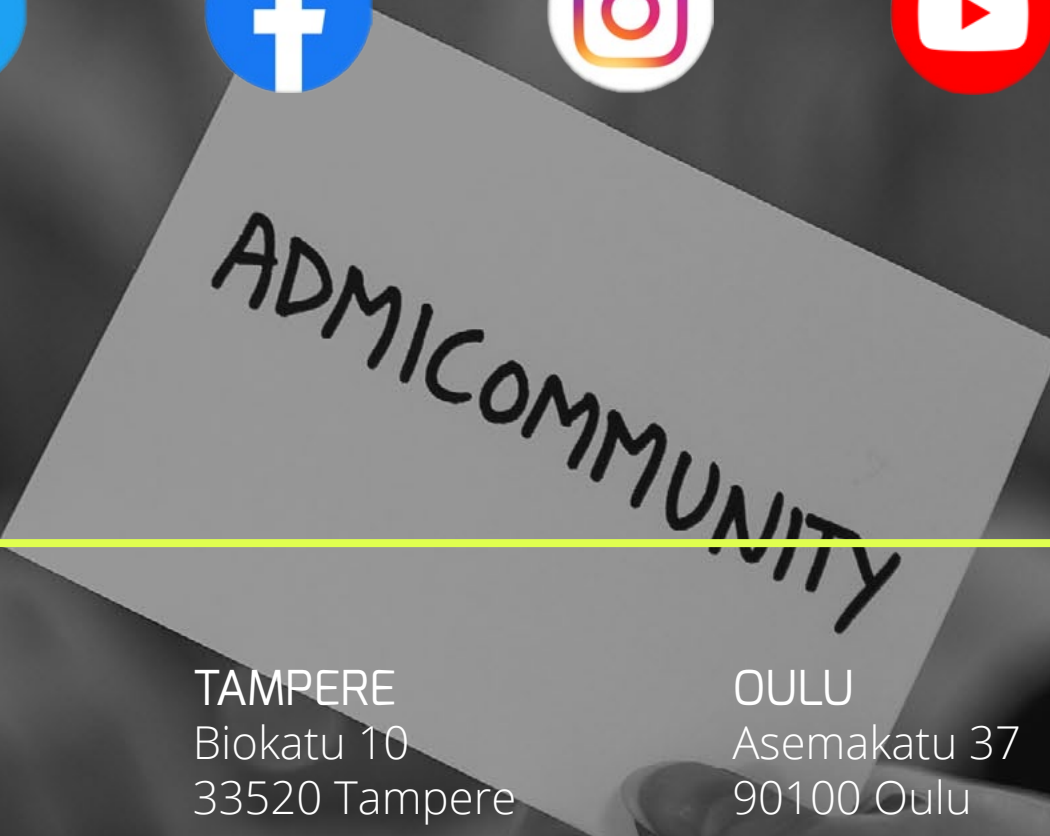 ADMICOMMUNITY
TAMPERE
Biokatu 10
33520 Tampere
OULU
Asemakatu 37
90100 Oulu